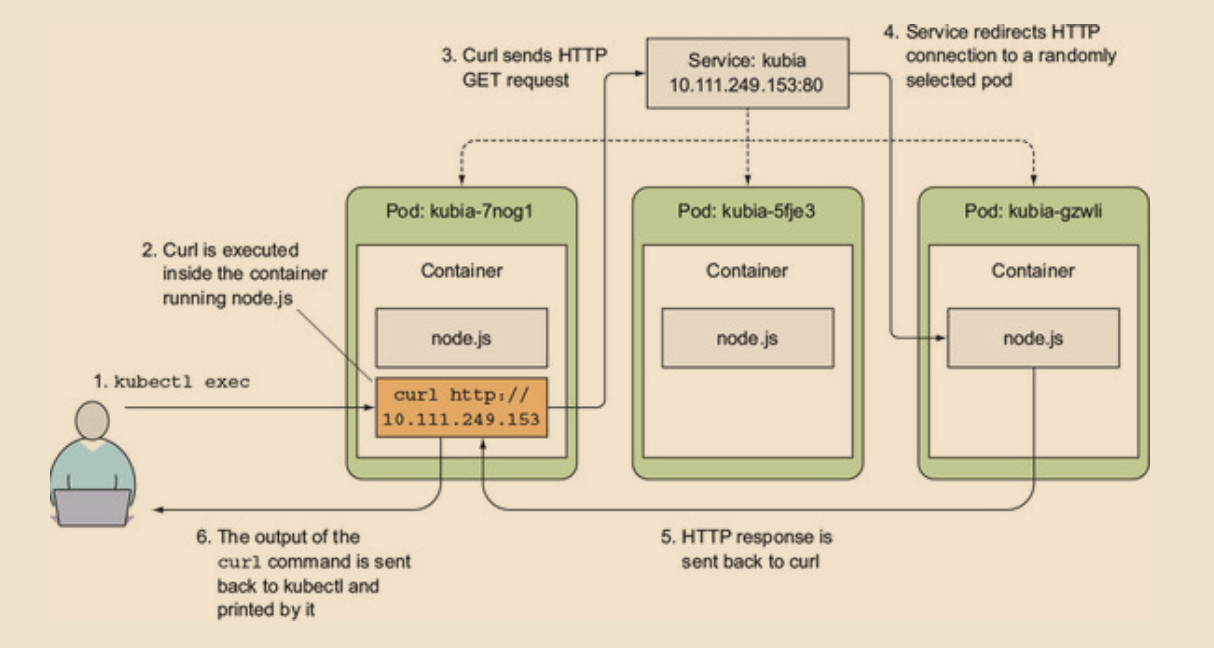 3. Curl sends HTTP
GET request
Service: kubia
10.111.249.153:80
4. Service redirects HTTP
connection to a randomly
selected pod
Pod: kubia-7nog1
Pod: kubia-5fje3
Pod: kubia-gzwli
2. Curl is executed
inside the container
running node.js
Container
Container
Container
node.js
node.js
node.js
1. kubectl exec
curl http://
10.111.249.153
6. The output of the
curl command is sent
back to kubectl and
printed by it
5. HTTP response is
sent back to curl